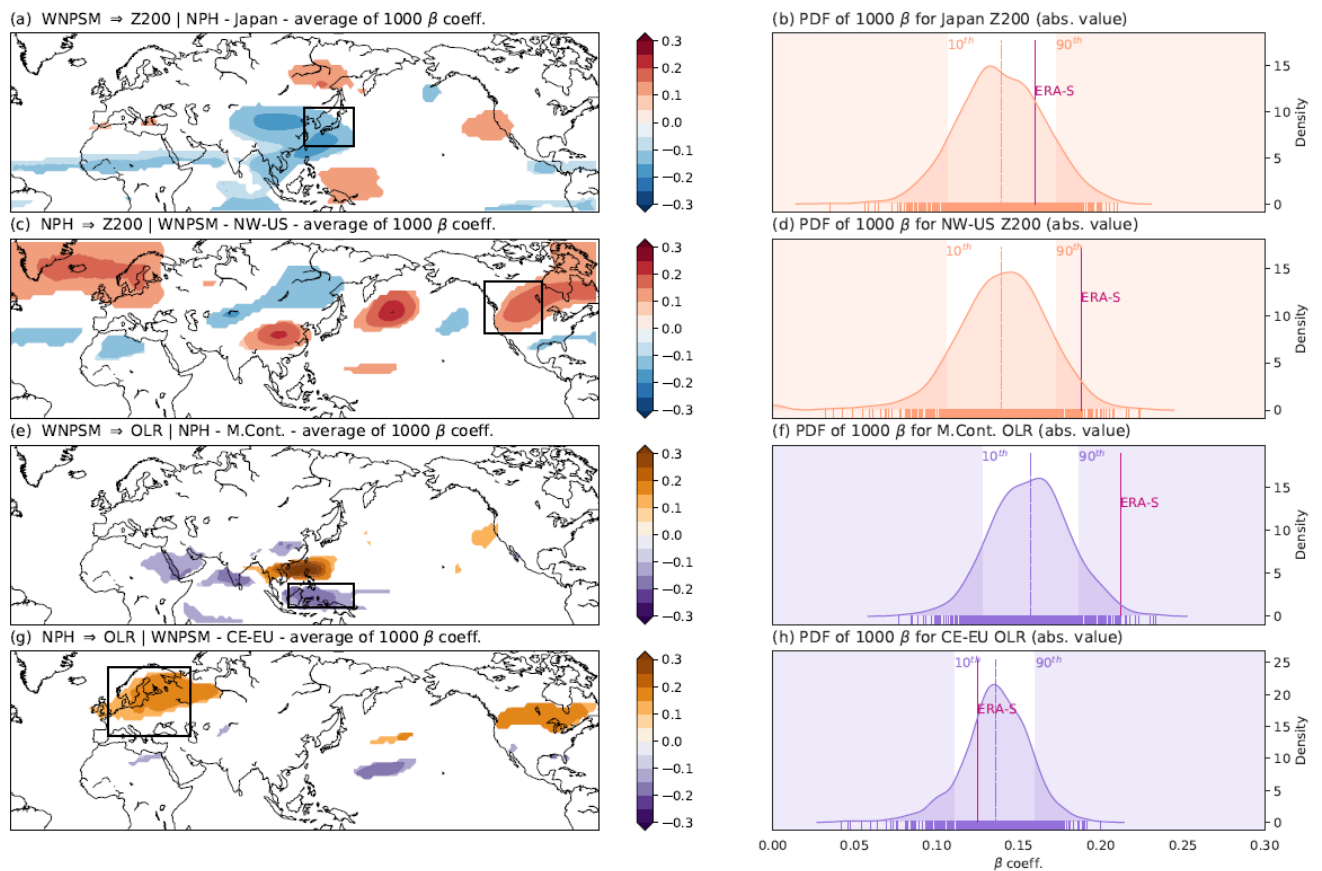 (a) WNPSM ⇒ Z200 | NPH - Japan - average of 1000 β coeff.
0.3
0.2
0.1
0.0
−0.1
−0.2
−0.3
(b) PDF of 1000 β for Japan Z200 (abs. value)
10th
90th
ERA-S
15
10
5
0
Density
(c) NPH ⇒ Z200 | WNPSM - NW-US - average of 1000 β coeff.
0.3
0.2
0.1
0.0
−0.1
−0.2
−0.3
(d) PDF of 1000 β for NW-US Z200 (abs. value)
10th
90th
ERA-S
15
10
5
0
Density
(e) WNPSM ⇒ OLR | NPH - M.Cont. - average of 1000 β coeff.
0.3
0.2
0.1
0.0
−0.1
−0.2
−0.3
(f) PDF of 1000 β for M.Cont. OLR (abs. value)
10th
90th
ERA-S
15
10
5
0
Density
(g) NPH ⇒ OLR | WNPSM - CE-EU - average of 1000 β coeff.
0.3
0.2
0.1
0.0
−0.1
−0.2
−0.3
(h) PDF of 1000 β for CE-EU OLR (abs. value)
10th
90th
ERA-S
25
20
15
10
5
0
Density
0.00 0.05 0.10 0.15 0.20 0.25 0.30
β coeff.